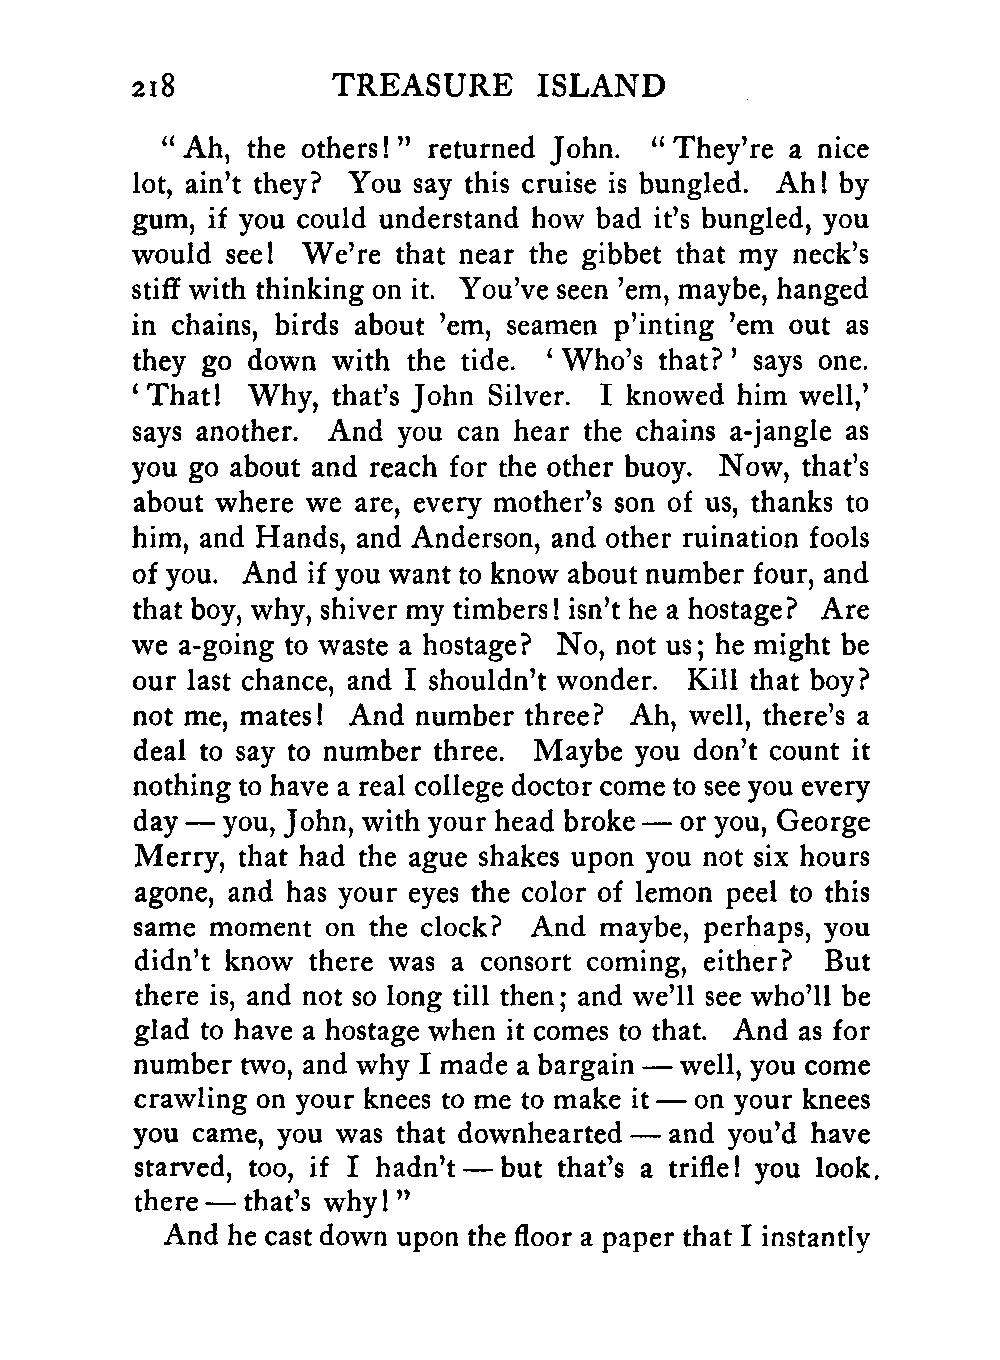 218 TREASURE ISLAND
“Ah, the others!” returned John. “They’re a nice
lot, ain’t they? You say this cruise is bungled. Ah! by
gum, if you could understand how bad it’s bungled, you
would see! We’re that near the gibbet that my neck’s
stiff with thinking on it. You’ve seen ’em, maybe, hanged
in chains, birds about ’em, seamen p’inting ’em out as
they go down with the tide. ‘Who’s that?’ says one.
‘That! Why, that’s John Silver. I knowed him well,’
says another. And you can hear the chains a-jangle as
you go about and reach for the other buoy. Now, that’s
about where we are, every mother’s son of us, thanks to
him, and Hands, and Anderson, and other ruination fools
of you. And if you want to know about number four, and
that boy, why, shiver my timbers! isn’t he a hostage? Are
we a-going to waste a hostage? No, not us; he might be
our last chance, and I shouldn’t wonder. Kill that boy?
not me, mates! And number three? Ah, well, there’s a
deal to say to number three. Maybe you don’t count it
nothing to have a real college doctor come to see you every
day — you, John, with your head broke — or you, George
Merry, that had the ague shakes upon you not six hours
agone, and has your eyes the color of lemon peel to this
same moment on the clock? And maybe, perhaps, you
didn’t know there was a consort coming, either? But
there is, and not so long till then; and we’ll see who’ll be
glad to have a hostage when it comes to that. And as for
number two, and why I made a bargain — well, you come
crawling on your knees to me to make it — on your knees
you came, you was that downhearted — and you’d have
starved, too, if I hadn’t — but that’s a trifle! you look.
there — that’s why!”
And he cast down upon the floor a paper that I instantly